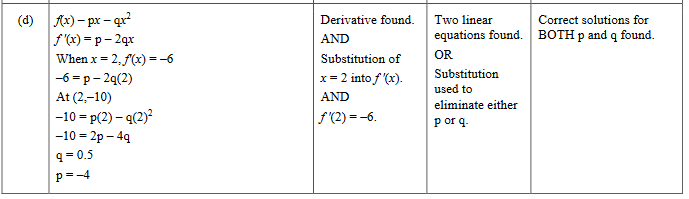 (d)
f(x) – px – qx²
f '(x) = p – 2qx
When x = 2, f'(x) = –6
–6 = p – 2q(2)
At (2,–10)
–10 = p(2) – q(2)²
–10 = 2p – 4q
q = 0.5
p = –4
Derivative found.
AND
Substitution of
x = 2 into f '(x).
AND
f '(2) = –6.
Two linear
equations found.
OR
Substitution
used to
eliminate either
p or q.
Correct solutions for
BOTH p and q found.